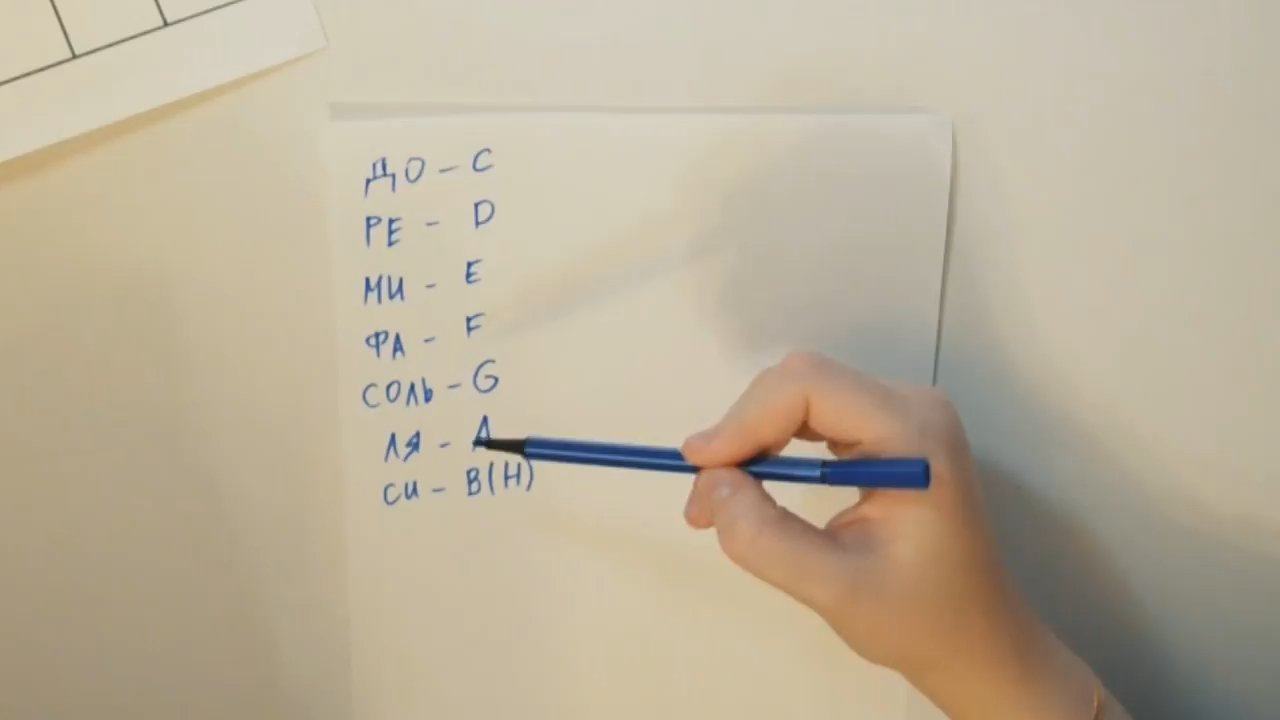 ДО - C
РЕ - D
МИ - E
ФА - F
СОЛЬ - G
ЛЯ - A
СИ - B(H)